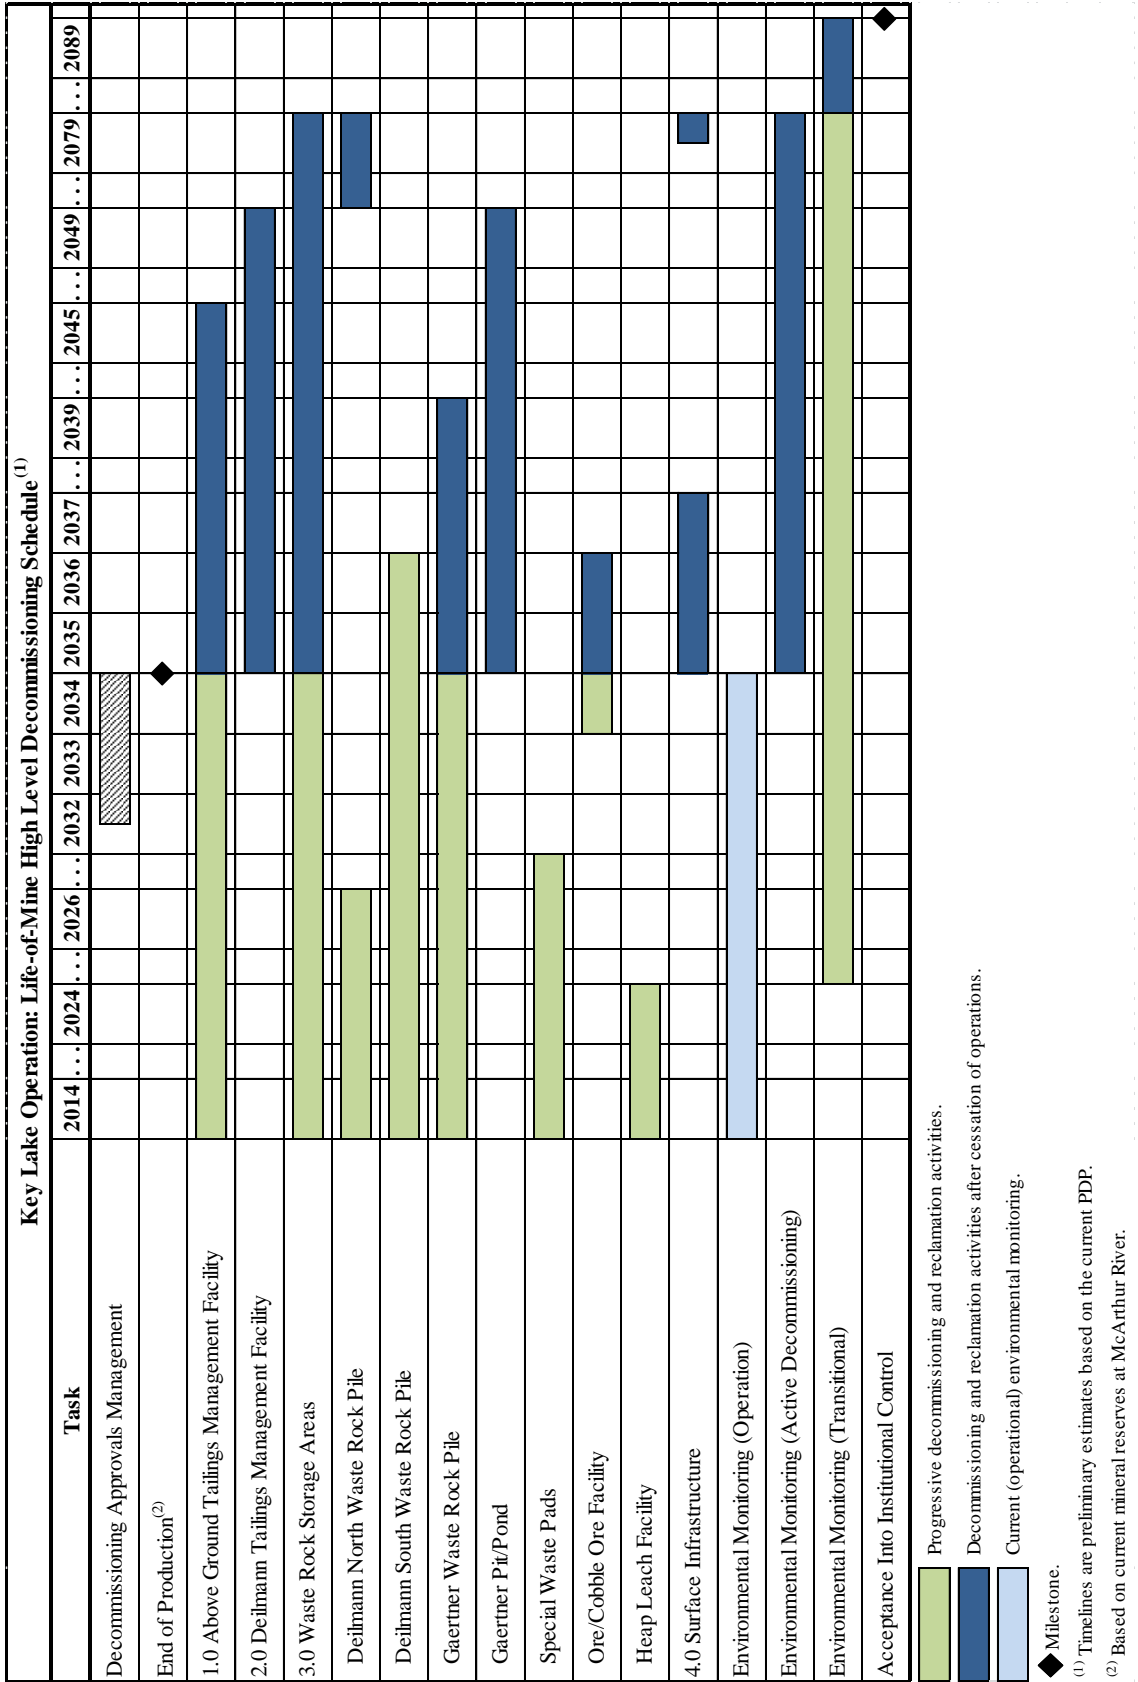 Key Lake Operation: Life-of-Mine High Level Decommissioning Schedule(1)
Task 2014 ... 2024 ... 2026 ... 2032 2033 2034 2035 2036 2037 ... 2039 ... 2045 ... 2049 ... 2079 ... 2089
Decommissioning Approvals Management
End of Production(2)
1.0 Above Ground Tailings Management Facility
2.0 Deilmann Tailings Management Facility
3.0 Waste Rock Storage Areas
Deilmann North Waste Rock Pile
Deilmann South Waste Rock Pile
Gaertner Waste Rock Pile
Gaertner Pit/Pond
Special Waste Pads
Ore/Cobble Ore Facility
Heap Leach Facility
4.0 Surface Infrastructure
Environmental Monitoring (Operation)
Environmental Monitoring (Active Decommissioning)
Environmental Monitoring (Transitional)
Acceptance Into Institutional Control
Progressive decommissioning and reclamation activities.
Decommissioning and reclamation activities after cessation of operations.
Current (operational) environmental monitoring.
Milestone.
(1) Timelines are preliminary estimates based on the current PDP.
(2) Based on current mineral reserves at McArthur River.